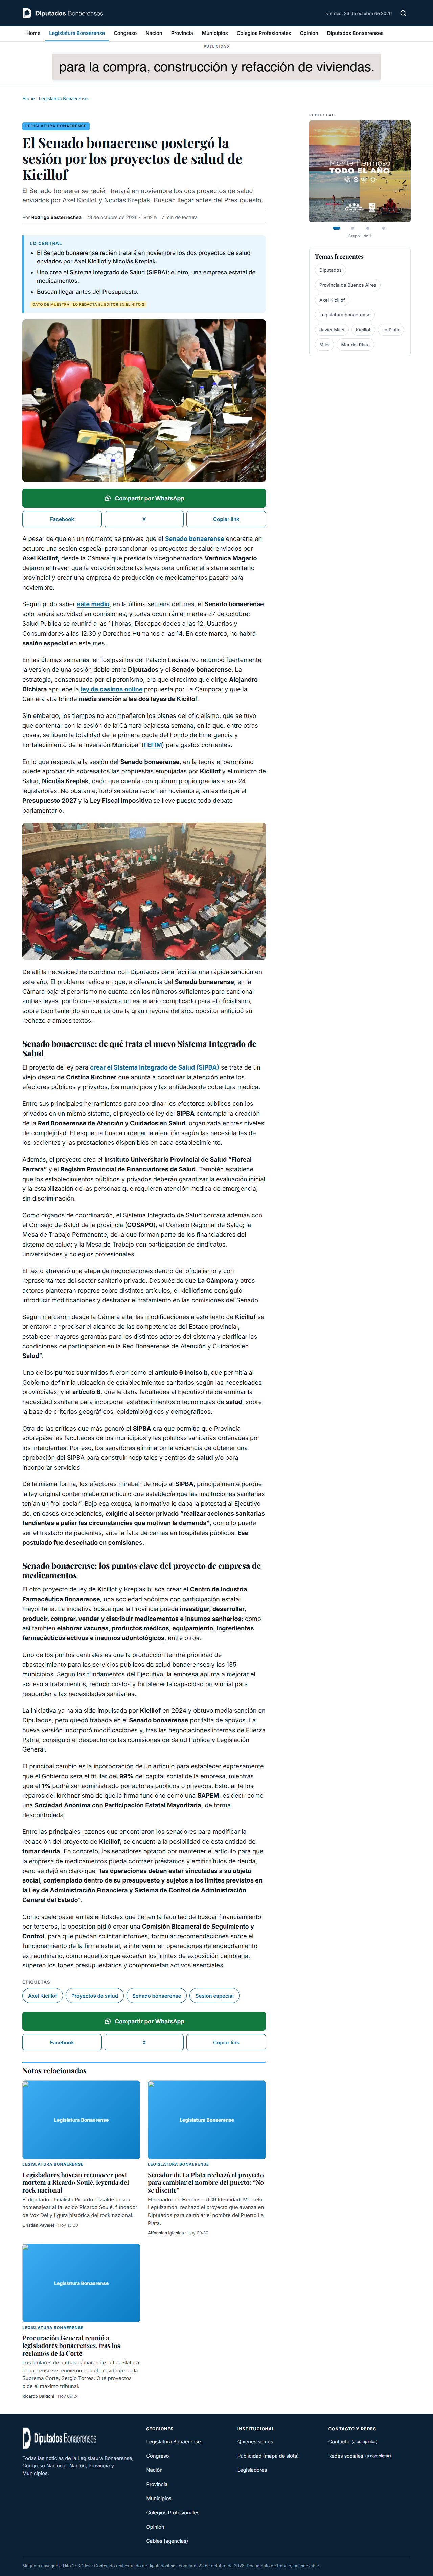 Diputados Bonaerenses
viernes, 23 de octubre de 2026
Home
Legislatura Bonaerense
Congreso
Nación
Provincia
Municipios
Colegios Profesionales
Opinión
Diputados Bonaerenses
PUBLICIDAD
para la compra, construcción y refacción de viviendas.
Home › Legislatura Bonaerense
LEGISLATURA BONAERENSE
El Senado bonaerense postergó la
sesión por los proyectos de salud de
Kicillof
El Senado bonaerense recién tratará en noviembre los dos proyectos de salud
enviados por Axel Kicillof y Nicolás Kreplak. Buscan llegar antes del Presupuesto.
Por Rodrigo Basterrechea 23 de octubre de 2026 · 18:12 h 7 min de lectura
LO CENTRAL
• El Senado bonaerense recién tratará en noviembre los dos proyectos de salud
enviados por Axel Kicillof y Nicolás Kreplak.
• Uno crea el Sistema Integrado de Salud (SIPBA); el otro, una empresa estatal de
medicamentos.
• Buscan llegar antes del Presupuesto.
DATO DE MUESTRA · LO REDACTA EL EDITOR EN EL HITO 2
Compartir por WhatsApp
Facebook
X
Copiar link
A pesar de que en un momento se preveía que el Senado bonaerense encararía en
octubre una sesión especial para sancionar los proyectos de salud enviados por
Axel Kicillof, desde la Cámara que preside la vicegobernadora Verónica Magario
dejaron entrever que la votación sobre las leyes para unificar el sistema sanitario
provincial y crear una empresa de producción de medicamentos pasará para
noviembre.
Según pudo saber este medio, en la última semana del mes, el Senado bonaerense
solo tendrá actividad en comisiones, y todas ocurrirán el martes 27 de octubre:
Salud Pública se reunirá a las 11 horas, Discapacidades a las 12, Usuarios y
Consumidores a las 12.30 y Derechos Humanos a las 14. En este marco, no habrá
sesión especial en este mes.
En las últimas semanas, en los pasillos del Palacio Legislativo retumbó fuertemente
la versión de una sesión doble entre Diputados y el Senado bonaerense. La
estrategia, consensuada por el peronismo, era que el recinto que dirige Alejandro
Dichiara apruebe la ley de casinos online propuesta por La Cámpora; y que la
Cámara alta brinde media sanción a las dos leyes de Kicillof.
Sin embargo, los tiempos no acompañaron los planes del oficialismo, se tuvo
que contentar con la sesión de la Cámara baja esta semana, donde, entre otras
cosas, se liberó la totalidad de la primera cuota del Fondo de Emergencia y
Fortalecimiento de la Inversión Municipal (FEFIM) para gastos corrientes.
En lo que respecta a la sesión del Senado bonaerense, en la teoría el peronismo
puede aprobar sin sobresaltos las propuestas empujadas por Kicillof y el ministro de
Salud, Nicolás Kreplak, dado que cuenta con quórum propio gracias a sus 24
legisladores. No obstante, todo se sabrá recién en noviembre, antes de que el
Presupuesto 2027 y la Ley Fiscal Impositiva se lleve puesto todo debate
parlamentario.
De allí la necesidad de coordinar con Diputados para facilitar una rápida sanción en
este año. El problema radica en que, a diferencia del Senado bonaerense, en la
Cámara baja el peronismo no cuenta con los números suficientes para sancionar
ambas leyes, por lo que se avizora un escenario complicado para el oficialismo,
sobre todo teniendo en cuenta que la gran mayoría del arco opositor dirá que
rechazo a ambos textos.
Senado bonaerense: de qué trata el nuevo Sistema Integrado de
Salud
El proyecto de ley para crear el Sistema Integrado de Salud (SIPBA) se trata de un
viejo deseo de Cristina Kirchner que apunta a coordinar la atención entre los
efectores públicos y privados, los municipios y las entidades de cobertura médica.
Entre sus principales herramientas para coordinar los efectores públicos con los
privados en un mismo sistema, el proyecto de ley del SIPBA contempla la creación
de la Red Bonaerense de Atención y Cuidados en Salud, organizada en tres niveles
de complejidad. El esquema busca ordenar la atención según las necesidades de
los pacientes y las prestaciones disponibles en cada establecimiento.
Además, el proyecto crea el Instituto Universitario Provincial de Salud “Floreal
Ferrara” y el Registro Provincial de Financiadores de Salud. También establece
que los establecimientos públicos y privados deberán garantizar la evaluación inicial
y la estabilización de las personas que requieran atención médica de emergencia,
sin discriminación.
Como órganos de coordinación, el Sistema Integrado de Salud contará además con
el Consejo de Salud de la provincia (COSAPO), el Consejo Regional de Salud; la
Mesa de Trabajo Permanente, de la que forman parte de los financiadores del
sistema de salud; y la Mesa de Trabajo con participación de sindicatos,
universidades y colegios profesionales.
El texto atravesó una etapa de negociaciones dentro del oficialismo y con
representantes del sector sanitario privado. Después de que La Cámpora y otros
actores plantearan reparos sobre distintos artículos, el kicillofismo consiguió
introducir modificaciones y destrabar el tratamiento en las comisiones de Senado.
Según marcaron desde la Cámara alta, las modificaciones a este texto de Kicillof se
orientaron a “precisar el alcance de las competencias del Estado provincial,
establecer mayores garantías para los distintos actores del sistema y clarificar las
condiciones de participación en la Red Bonaerense de Atención y Cuidados en
Salud”.
Uno de los puntos suprimidos fueron como el artículo 6 inciso b, que permitía al
Gobierno definir la ubicación de establecimientos sanitarios según las necesidades
provinciales; y el artículo 8, que le daba facultades al Ejecutivo de determinar la
necesidad sanitaria para incorporar establecimientos o tecnologías de salud, sobre
la base de criterios geográficos, epidemiológicos y demográficos.
Otra de las críticas que más generó el SIPBA era que permitía que Provincia
sobrepase las facultades de los municipios y las políticas sanitarias ordenadas por
los intendentes. Por eso, los senadores eliminaron la exigencia de obtener una
aprobación del SIPBA para construir hospitales y centros de salud y/o para
incorporar servicios.
De la misma forma, los efectores miraban de reojo al SIPBA, principalmente porque
la ley original contemplaba un artículo que establecía que las instituciones sanitarias
tengan un “rol social”. Bajo esa excusa, la normativa le daba la potestad al Ejecutivo
de, en casos excepcionales, exigirle al sector privado “realizar acciones sanitarias
tendientes a paliar las circunstancias que motivan la demanda”, como lo puede
ser el traslado de pacientes, ante la falta de camas en hospitales públicos. Ese
postulado fue desechado en comisiones.
Senado bonaerense: los puntos clave del proyecto de empresa de
medicamentos
El otro proyecto de ley de Kicillof y Kreplak busca crear el Centro de Industria
Farmacéutica Bonaerense, una sociedad anónima con participación estatal
mayoritaria. La iniciativa busca que la Provincia pueda investigar, desarrollar,
producir, comprar, vender y distribuir medicamentos e insumos sanitarios; como
así también elaborar vacunas, productos médicos, equipamiento, ingredientes
farmacéuticos activos e insumos odontológicos, entre otros.
Uno de los puntos centrales es que la producción tendrá prioridad de
abastecimiento para los servicios públicos de salud bonaerenses y los 135
municipios. Según los fundamentos del Ejecutivo, la empresa apunta a mejorar el
acceso a tratamientos, reducir costos y fortalecer la capacidad provincial para
responder a las necesidades sanitarias.
La iniciativa ya había sido impulsada por Kicillof en 2024 y obtuvo media sanción en
Diputados, pero quedó trabada en el Senado bonaerense por falta de apoyos. La
nueva versión incorporó modificaciones y, tras las negociaciones internas de Fuerza
Patria, consiguió el despacho de las comisiones de Salud Pública y Legislación
General.
El principal cambio es la incorporación de un artículo para establecer expresamente
que el Gobierno será el titular del 99% del capital social de la empresa, mientras
que el 1% podrá ser administrado por actores públicos o privados. Esto, ante los
reparos del kirchnerismo de que la firma funcione como una SAPEM, es decir como
una Sociedad Anónima con Participación Estatal Mayoritaria, de forma
descontrolada.
Entre las principales razones que encontraron los senadores para modificar la
redacción del proyecto de Kicillof, se encuentra la posibilidad de esta entidad de
tomar deuda. En concreto, los senadores optaron por mantener el artículo para que
la empresa de medicamentos pueda contraer préstamos y emitir títulos de deuda,
pero se dejó en claro que “las operaciones deben estar vinculadas a su objeto
social, contemplado dentro de su presupuesto y sujetos a los límites previstos en
la Ley de Administración Financiera y Sistema de Control de Administración
General del Estado”.
Como suele pasar en las entidades que tienen la facultad de buscar financiamiento
por terceros, la oposición pidió crear una Comisión Bicameral de Seguimiento y
Control, para que puedan solicitar informes, formular recomendaciones sobre el
funcionamiento de la firma estatal, e intervenir en operaciones de endeudamiento
extraordinario, como aquellos que excedan los límites de exposición cambiaria,
superen los topes presupuestarios y comprometan activos esenciales.
ETIQUETAS
Axel Kicillof
Proyectos de salud
Senado bonaerense
Sesion especial
Compartir por WhatsApp
Facebook
X
Copiar link
Notas relacionadas
Legislatura Bonaerense
LEGISLATURA BONAERENSE
Legisladores buscan reconocer post
mortem a Ricardo Soulé, leyenda del
rock nacional
El diputado oficialista Ricardo Lissalde busca
homenajear al fallecido Ricardo Soulé, fundador
de Vox Dei y figura histórica del rock nacional.
Cristian Payalef · Hoy 13:23
Legislatura Bonaerense
LEGISLATURA BONAERENSE
Senador de La Plata rechazó el proyecto
para cambiar el nombre del puerto: “No
se disente”
El senador de Hechos - UCR Identidad, Marcelo
Leguizamón, rechazó el proyecto que avanza en
Diputados para cambiar el nombre del Puerto La
Plata.
Alfonsina Iglesias · Hoy 09:30
Legislatura Bonaerense
LEGISLATURA BONAERENSE
Procuración General reunió a
legisladores bonaerenses, tras los
reclamos de la Corte
Los titulares de ambas cámaras de la Legislatura
bonaerense se reunieron con el presidente de la
Suprema Corte, Sergio Torres. Qué proyectos
pide el máximo tribunal.
Ricardo Baldoni · Hoy 09:24
PUBLICIDAD
Monte Hermoso
TODO EL AÑO
Grupo 1 de 7
Temas frecuentes
Diputados
Provincia de Buenos Aires
Axel Kicillof
Legislatura bonaerense
Javier Milei
Kicillof
La Plata
Milei
Mar del Plata
Diputados Bonaerenses
Todas las noticias de la Legislatura Bonaerense,
Congreso Nacional, Nación, Provincia y
Municipios.
SECCIONES
Legislatura Bonaerense
Congreso
Nación
Provincia
Municipios
Colegios Profesionales
Opinión
Cables (agencias)
INSTITUCIONAL
Quiénes somos
Publicidad (mapa de slots)
Legisladores
CONTACTO Y REDES
Contacto (a completar)
Redes sociales (a completar)
Maqueta navegable Hito 1 · SCdev · Contenido real extraído de diputadosbsas.com.ar el 23 de octubre de 2026. Documento de trabajo, no indexable.